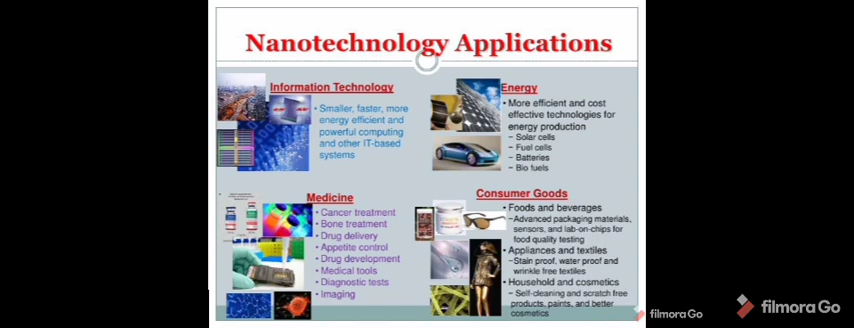 Nanotechnology Applications
Information Technology
• Smaller, faster, more
energy efficient and
powerful computing
and other IT-based
systems
Energy
• More efficient and cost
effective technologies for
energy production
− Solar cells
− Fuel cells
− Batteries
− Bio fuels
Medicine
• Cancer treatment
• Bone treatment
• Drug delivery
• Appetite control
• Drug development
• Medical tools
• Diagnostic tests
• Imaging
Consumer Goods
• Foods and beverages
−Advanced packaging materials,
sensors, and lab-on-chips for
food quality testing
• Appliances and textiles
−Stain proof, water proof and
wrinkle free textiles
• Household and cosmetics
− Self-cleaning and scratch free
products, paints, and better
cosmetics
filmora Go
filmora Go